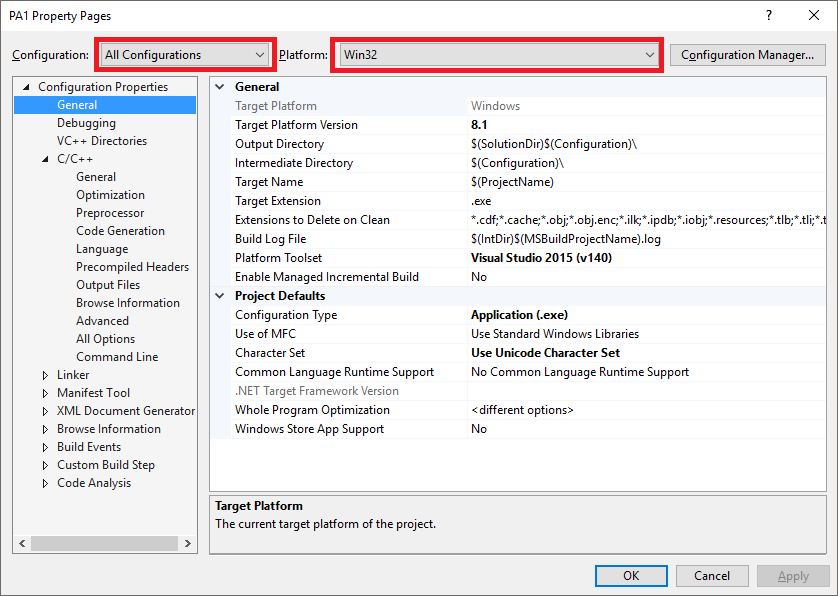 PA1 Property Pages
?
Configuration: All Configurations Platform: Win32 Configuration Manager...
Configuration Properties
General
Debugging
VC++ Directories
C/C++
General
Optimization
Preprocessor
Code Generation
Language
Precompiled Headers
Output Files
Browse Information
Advanced
All Options
Command Line
Linker
Manifest Tool
XML Document Generator
Browse Information
Build Events
Custom Build Step
Code Analysis
General
Target Platform Windows
Target Platform Version 8.1
Output Directory $(SolutionDir)$(Configuration)\
Intermediate Directory $(Configuration)\
Target Name $(ProjectName)
Target Extension .exe
Extensions to Delete on Clean *.cdf;*.cache;*.obj;*.obj.enc;*.ilk;*.ipdb;*.iobj;*.resources;*.tlb;*.tli;*.t
Build Log File $(IntDir)$(MSBuildProjectName).log
Platform Toolset Visual Studio 2015 (v140)
Enable Managed Incremental Build No
Project Defaults
Configuration Type Application (.exe)
Use of MFC Use Standard Windows Libraries
Character Set Use Unicode Character Set
Common Language Runtime Support No Common Language Runtime Support
.NET Target Framework Version
Whole Program Optimization <different options>
Windows Store App Support No
Target Platform
The current target platform of the project.
OK Cancel Apply